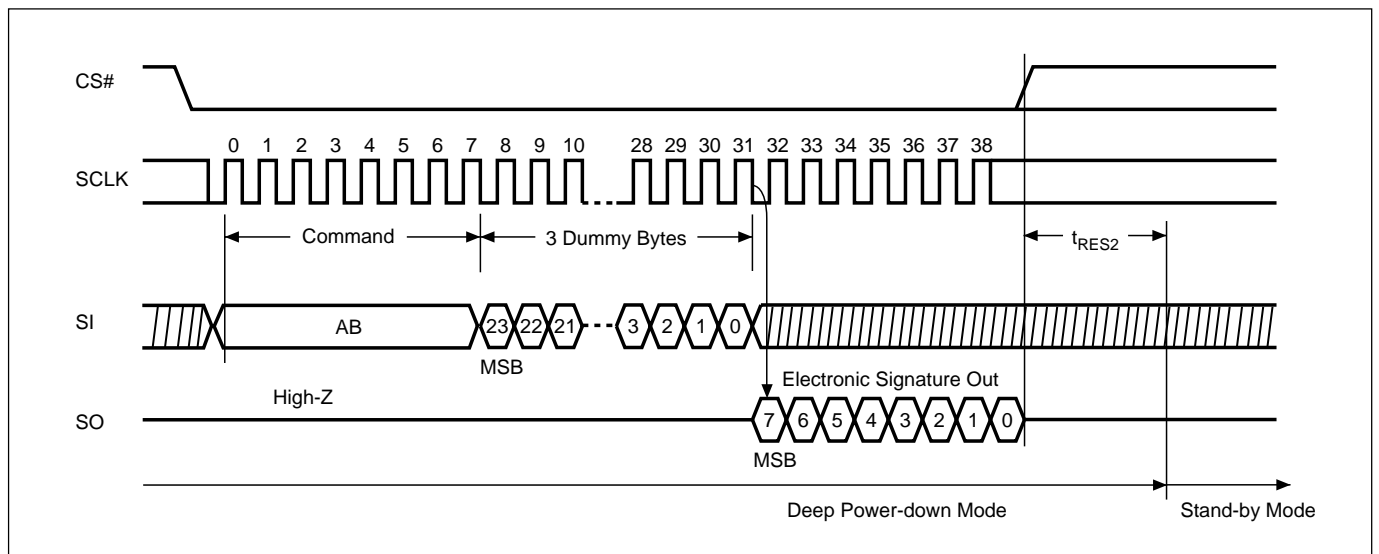 CS#
0 1 2 3 4 5 6 7 8 9 10 28 29 30 31 32 33 34 35 36 37 38
SCLK
Command 3 Dummy Bytes tRES2
SI AB 23 22 21 3 2 1 0
MSB
High-Z Electronic Signature Out
SO 7 6 5 4 3 2 1 0
MSB
Deep Power-down Mode Stand-by Mode